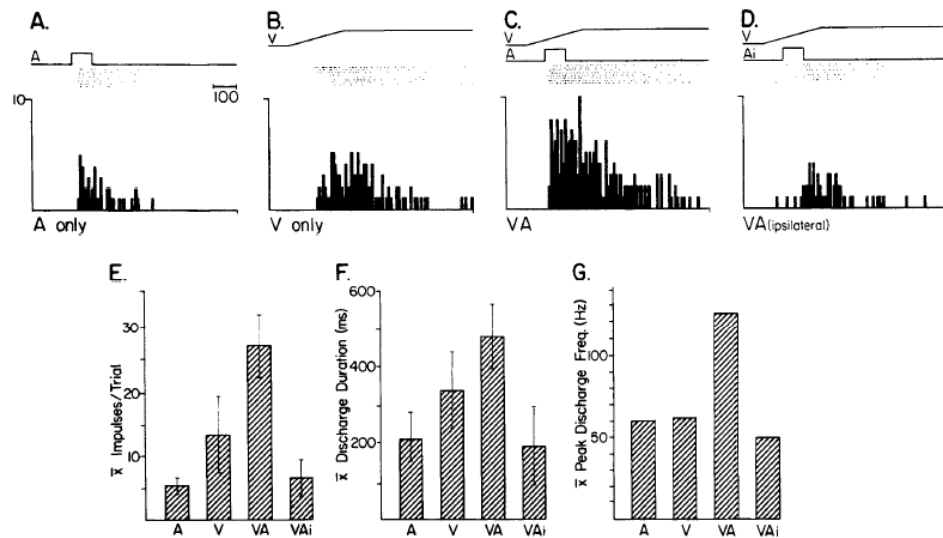 A.
B.
C.
D.
A
V
V
A
V
Ai
100
10
A only
V only
VA
VA(ipsilateral)
E.
F.
G.
x̄ Impulses/Trial
30
20
10
A V VA VAi
x̄ Discharge Duration (ms)
600
400
200
A V VA VAi
x̄ Peak Discharge Freq. (Hz)
100
50
A V VA VAi